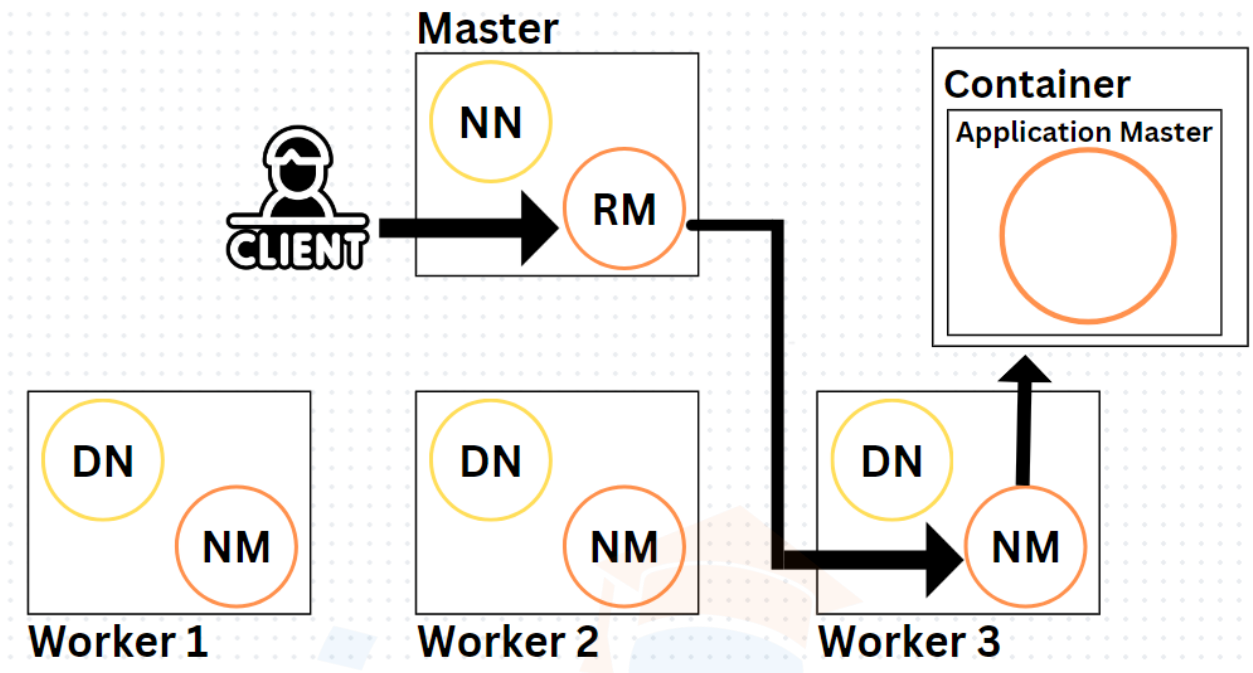 Master
NN
RM
CLIENT
Container
Application Master
DN
NM
Worker 1
DN
NM
Worker 2
DN
NM
Worker 3